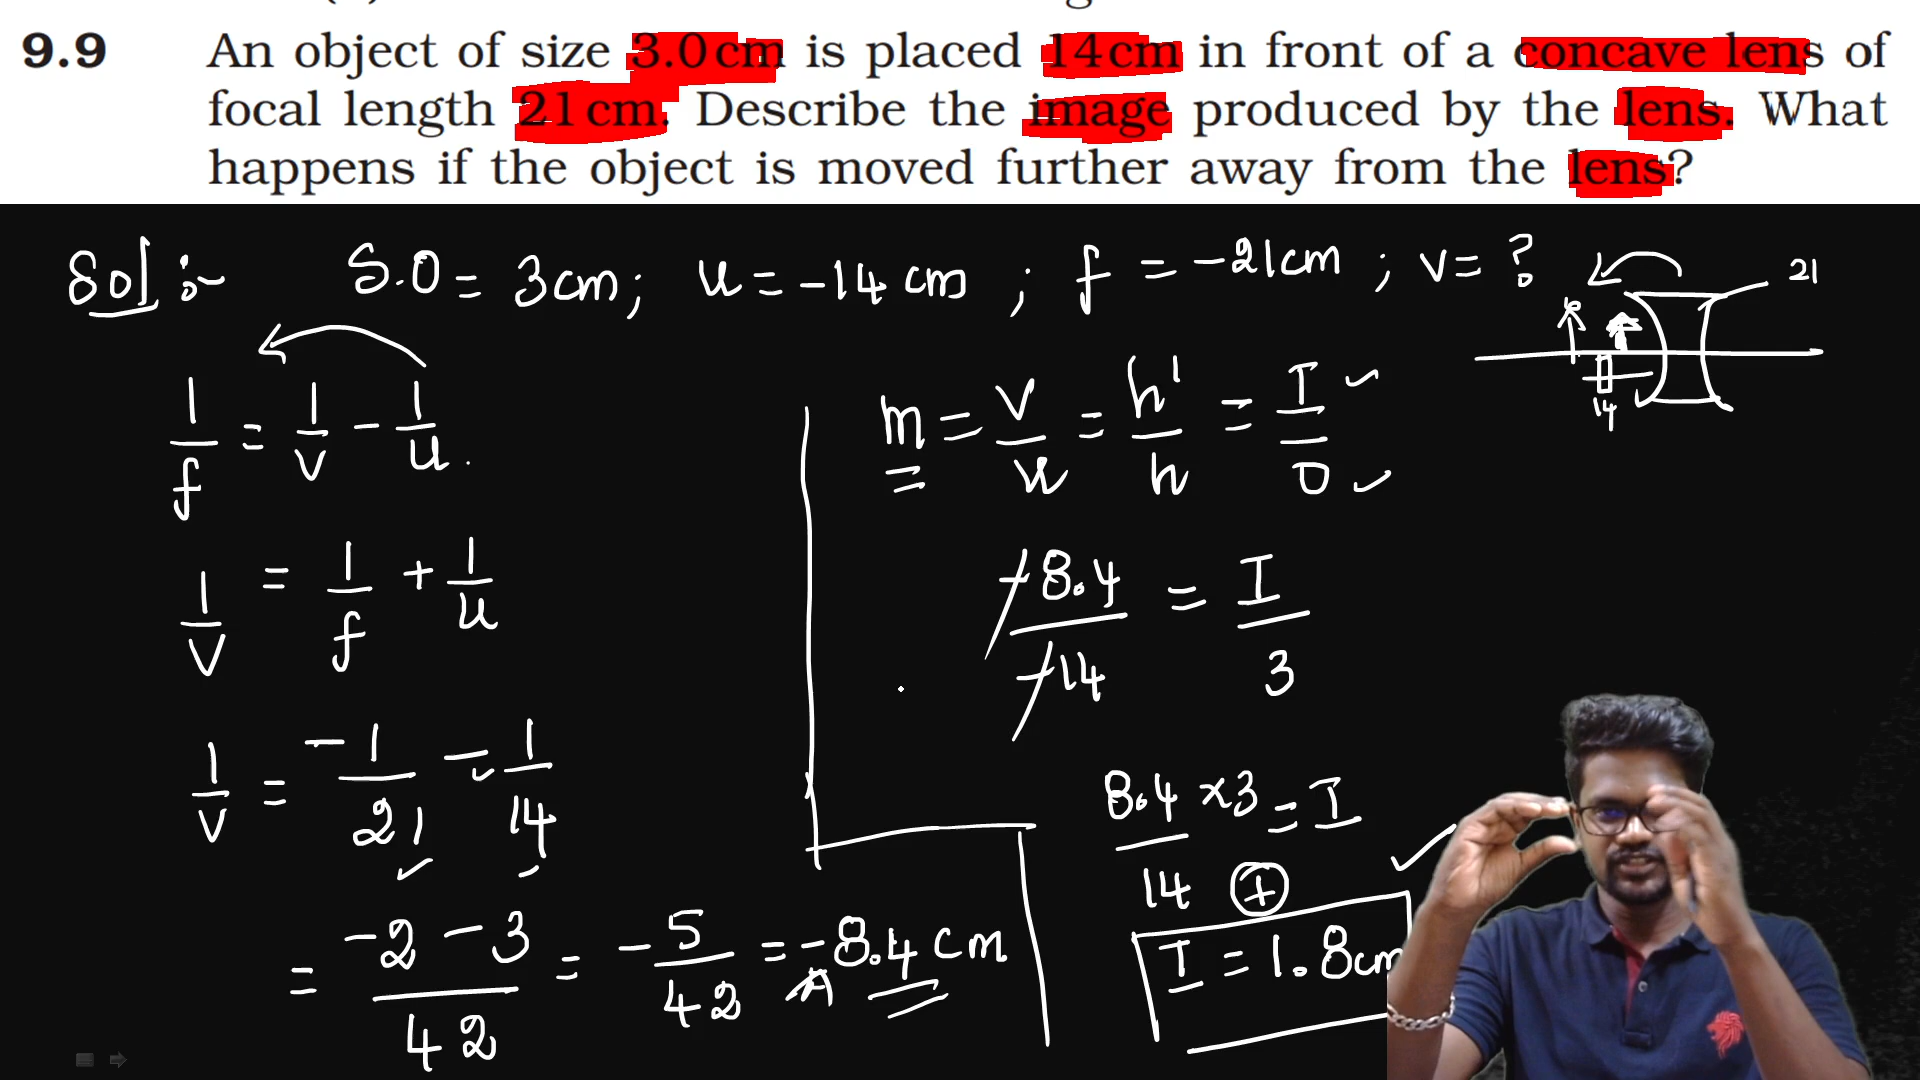 9.9 An object of size 3.0 cm is placed 14 cm in front of a concave lens of
focal length 21 cm. Describe the image produced by the lens. What
happens if the object is moved further away from the lens?
Sol :- S.O = 3cm; u = -14 cm ; f = -21cm ; v = ?
21
14
1/f = 1/v - 1/u.
m = v/u = h'/h = I/O
1/v = 1/f + 1/u
-8.4/-14 = I/3
1/v = -1/21 - 1/14
8.4 x3/14 = I
+
= -2 -3/42 = -5/42 = -8.4 cm
I = 1.8cm